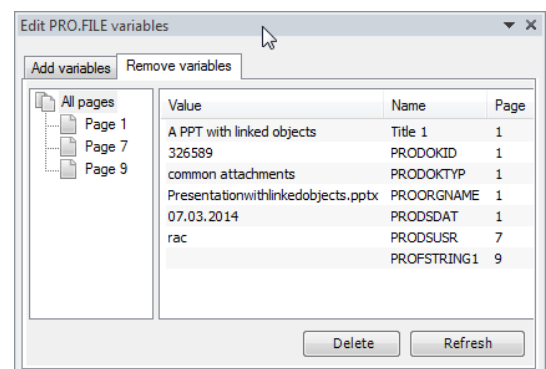 Edit PRO.FILE variables
Add variables Remove variables
All pages
Page 1
Page 7
Page 9
Value Name Page
A PPT with linked objects Title 1 1
326589 PRODOKID 1
common attachments PRODOKTYP 1
Presentationwithlinkedobjects.pptx PROORGNAME 1
07.03.2014 PRODSDAT 1
rac PRODSUSR 7
PROFSTRING1 9
Delete Refresh